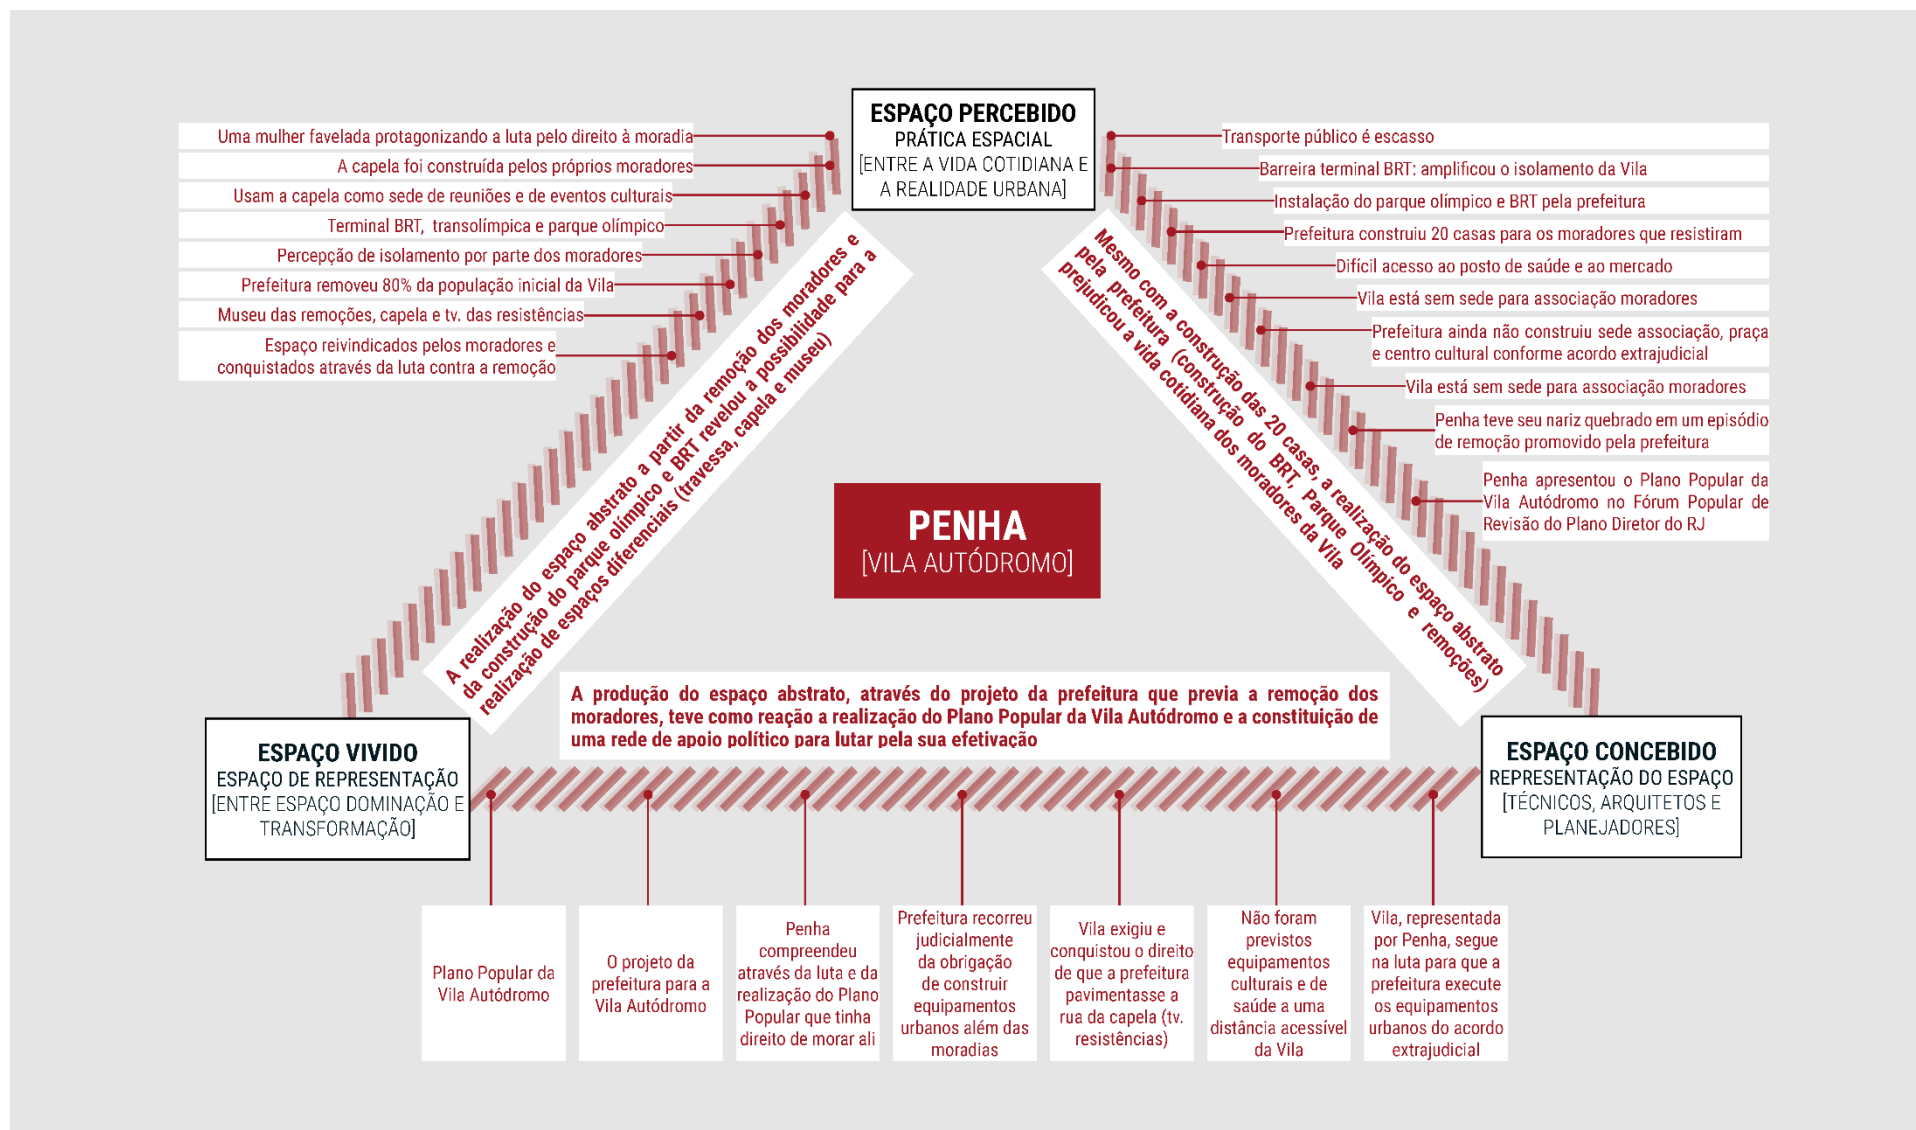 ESPAÇO PERCEBIDO
PRÁTICA ESPACIAL
[ENTRE A VIDA COTIDIANA E
A REALIDADE URBANA]
Uma mulher favelada protagonizando a luta pelo direito à moradia
A capela foi construída pelos próprios moradores
Usam a capela como sede de reuniões e de eventos culturais
Terminal BRT, transolímpica e parque olímpico
Percepção de isolamento por parte dos moradores
Prefeitura removeu 80% da população inicial da Vila
Museu das remoções, capela e tv. das resistências
Espaço reivindicados pelos moradores e
conquistados através da luta contra a remoção
Transporte público é escasso
Barreira terminal BRT: amplificou o isolamento da Vila
Instalação do parque olímpico e BRT pela prefeitura
Prefeitura construiu 20 casas para os moradores que resistiram
Difícil acesso ao posto de saúde e ao mercado
Vila está sem sede para associação moradores
Prefeitura ainda não construiu sede associação, praça
e centro cultural conforme acordo extrajudicial
Vila está sem sede para associação moradores
Penha teve seu nariz quebrado em um episódio
de remoção promovido pela prefeitura
Penha apresentou o Plano Popular da
Vila Autódromo no Fórum Popular de
Revisão do Plano Diretor do RJ
A realização do espaço abstrato a partir da remoção dos moradores e
da construção do parque olímpico e BRT revelou a possibilidade para a
realização de espaços diferenciais (travessa, capela e museu)
Mesmo com a construção das 20 casas, a realização do espaço abstrato
pela prefeitura (construção do BRT, Parque Olímpico e remoções)
prejudicou a vida cotidiana dos moradores da Vila
PENHA
[VILA AUTÓDROMO]
A produção do espaço abstrato, através do projeto da prefeitura que previa a remoção dos
moradores, teve como reação a realização do Plano Popular da Vila Autódromo e a constituição de
uma rede de apoio político para lutar pela sua efetivação
ESPAÇO VIVIDO
ESPAÇO DE REPRESENTAÇÃO
[ENTRE ESPAÇO DOMINAÇÃO E
TRANSFORMAÇÃO]
ESPAÇO CONCEBIDO
REPRESENTAÇÃO DO ESPAÇO
[TÉCNICOS, ARQUITETOS E
PLANEJADORES]
Plano Popular da
Vila Autódromo
O projeto da
prefeitura para a
Vila Autódromo
Penha
compreendeu
através da luta e da
realização do Plano
Popular que tinha
direito de morar ali
Prefeitura recorreu
judicialmente
da obrigação
de construir
equipamentos
urbanos além das
moradias
Vila exigiu e
conquistou o direito
de que a prefeitura
pavimentasse a
rua da capela (tv.
resistências)
Não foram
previstos
equipamentos
culturais e de
saúde a uma
distância acessível
da Vila
Vila, representada
por Penha, segue
na luta para que a
prefeitura execute
os equipamentos
urbanos do acordo
extrajudicial